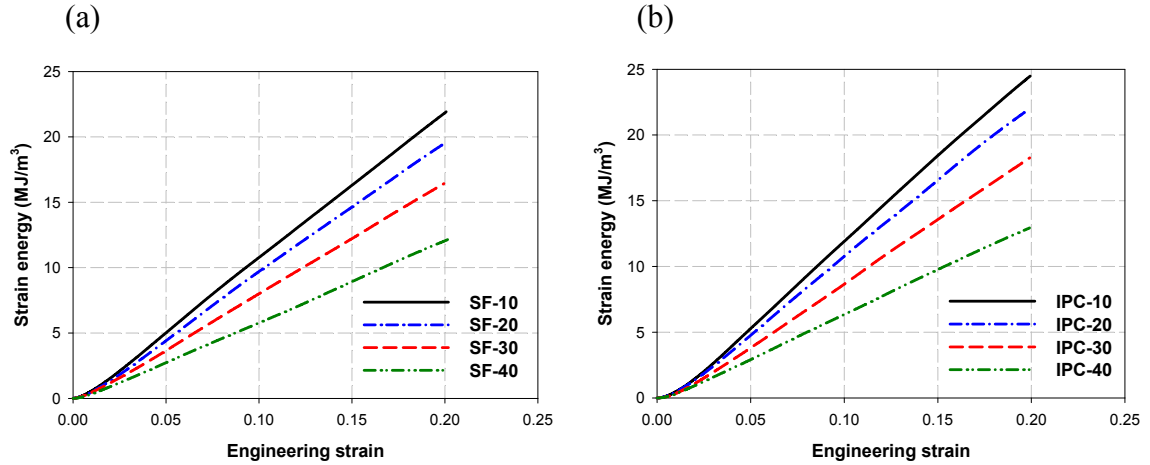 (a)
25
20
15
10
5
0
Strain energy (MJ/m³)
0.00 0.05 0.10 0.15 0.20 0.25
Engineering strain
SF-10
SF-20
SF-30
SF-40
(b)
25
20
15
10
5
0
Strain energy (MJ/m³)
0.00 0.05 0.10 0.15 0.20 0.25
Engineering strain
IPC-10
IPC-20
IPC-30
IPC-40